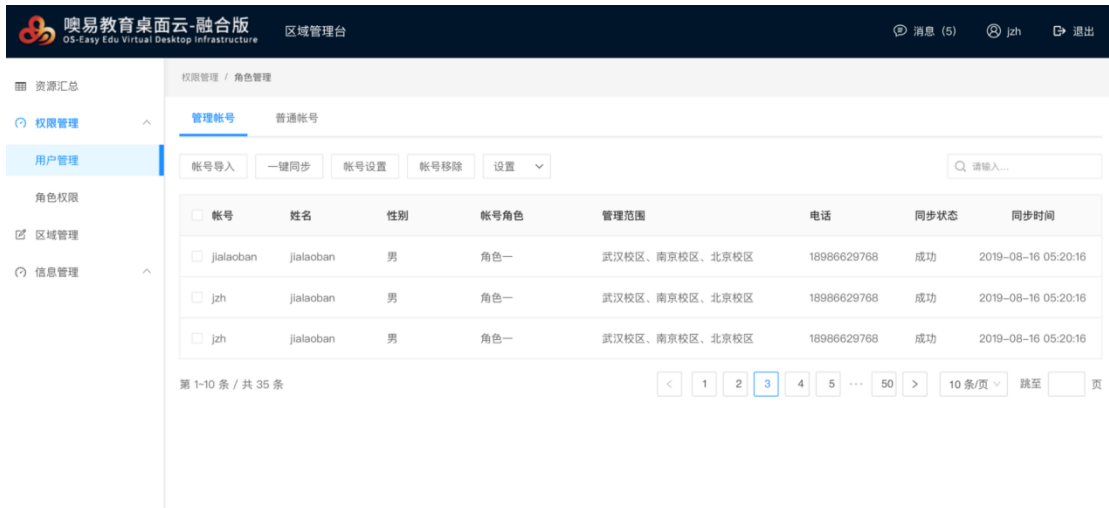 噢易教育桌面云-融合版 区域管理台 消息 (5) jzh 退出
OS-Easy Edu Virtual Desktop Infrastructure
资源汇总
权限管理
用户管理
角色权限
区域管理
信息管理
权限管理 / 角色管理
管理帐号 普通帐号
帐号导入 一键同步 帐号设置 帐号移除 设置 请输入...
帐号 姓名 性别 帐号角色 管理范围 电话 同步状态 同步时间
jialaoban jialaoban 男 角色一 武汉校区、南京校区、北京校区 18986629768 成功 2019-08-16 05:20:16
jzh jialaoban 男 角色一 武汉校区、南京校区、北京校区 18986629768 成功 2019-08-16 05:20:16
jzh jialaoban 男 角色一 武汉校区、南京校区、北京校区 18986629768 成功 2019-08-16 05:20:16
第 1-10 条 / 共 35 条 < 1 2 3 4 5 ··· 50 > 10 条/页 跳至 页